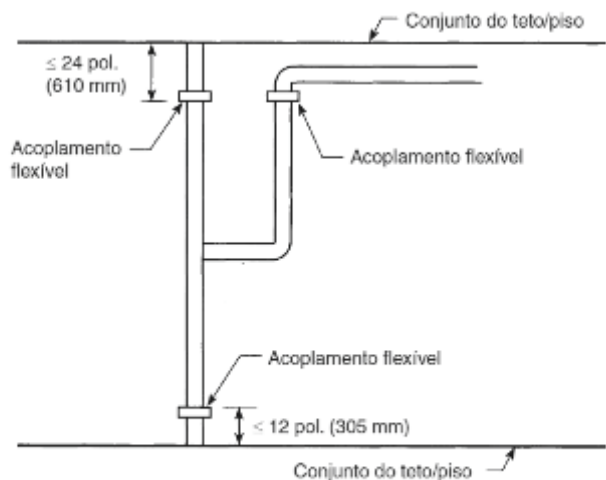 Conjunto do teto/piso
≤ 24 pol.
(610 mm)
Acoplamento
flexível
Acoplamento flexível
Acoplamento flexível
≤ 12 pol. (305 mm)
Conjunto do teto/piso